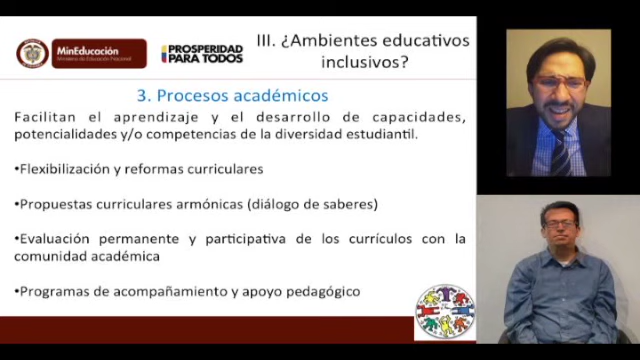 III. ¿Ambientes educativos
inclusivos?
MinEducación
Ministerio de Educación Nacional
PROSPERIDAD
PARA TODOS
3. Procesos académicos
Facilitan el aprendizaje y el desarrollo de capacidades,
potencialidades y/o competencias de la diversidad estudiantil.
•Flexibilización y reformas curriculares
•Propuestas curriculares armónicas (diálogo de saberes)
•Evaluación permanente y participativa de los currículos con la
comunidad académica
•Programas de acompañamiento y apoyo pedagógico